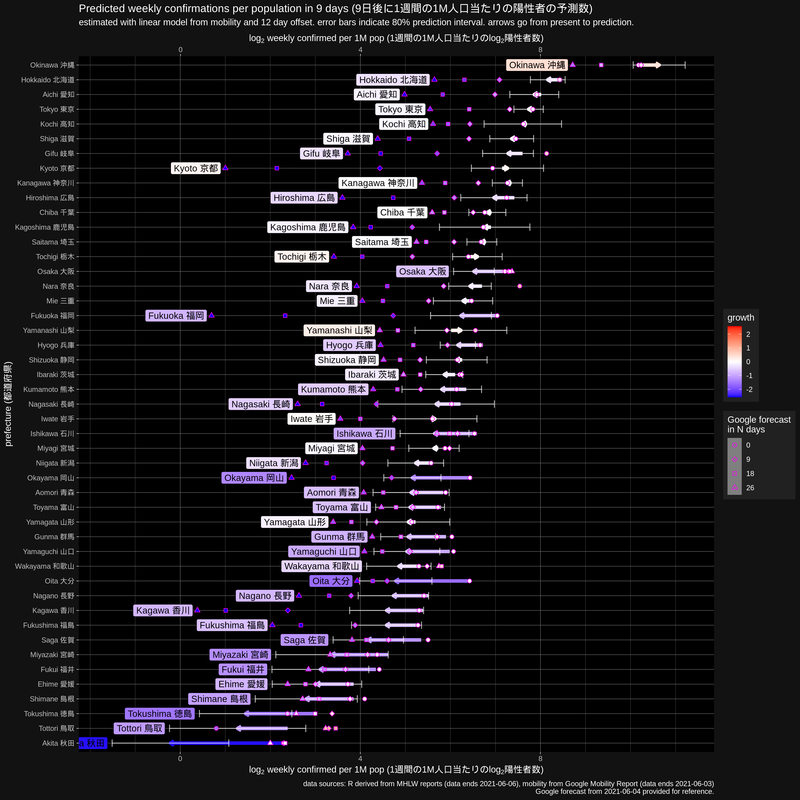 Predicted weekly confirmations per population in 9 days (9日後に1週間の1M人口当たりの陽性者の予測数)
estimated with linear model from mobility and 12 day offset. error bars indicate 80% prediction interval. arrows go from present to prediction.
log2 weekly confirmed per 1M pop (1週間の1M人口当たりのlog2陽性者数)
0 4 8
Okinawa 沖縄 Okinawa 沖縄
Hokkaido 北海道 Hokkaido 北海道
Aichi 愛知 Aichi 愛知
Tokyo 東京 Tokyo 東京
Kochi 高知 Kochi 高知
Shiga 滋賀 Shiga 滋賀
Gifu 岐阜 Gifu 岐阜
Kyoto 京都 Kyoto 京都
Kanagawa 神奈川 Kanagawa 神奈川
Hiroshima 広島 Hiroshima 広島
Chiba 千葉 Chiba 千葉
Kagoshima 鹿児島 Kagoshima 鹿児島
Saitama 埼玉 Saitama 埼玉
Tochigi 栃木 Tochigi 栃木
Osaka 大阪 Osaka 大阪
Nara 奈良 Nara 奈良
Mie 三重 Mie 三重
Fukuoka 福岡 Fukuoka 福岡
Yamanashi 山梨 Yamanashi 山梨
Hyogo 兵庫 Hyogo 兵庫
Shizuoka 静岡 Shizuoka 静岡
Ibaraki 茨城 Ibaraki 茨城
Kumamoto 熊本 Kumamoto 熊本
Nagasaki 長崎 Nagasaki 長崎
Iwate 岩手 Iwate 岩手
Ishikawa 石川 Ishikawa 石川
Miyagi 宮城 Miyagi 宮城
Niigata 新潟 Niigata 新潟
Okayama 岡山 Okayama 岡山
Aomori 青森 Aomori 青森
Toyama 富山 Toyama 富山
Yamagata 山形 Yamagata 山形
Gunma 群馬 Gunma 群馬
Yamaguchi 山口 Yamaguchi 山口
Wakayama 和歌山 Wakayama 和歌山
Oita 大分 Oita 大分
Nagano 長野 Nagano 長野
Kagawa 香川 Kagawa 香川
Fukushima 福島 Fukushima 福島
Saga 佐賀 Saga 佐賀
Miyazaki 宮崎 Miyazaki 宮崎
Fukui 福井 Fukui 福井
Ehime 愛媛 Ehime 愛媛
Shimane 島根 Shimane 島根
Tokushima 徳島 Tokushima 徳島
Tottori 鳥取 Tottori 鳥取
Akita 秋田 秋田
0 4 8
log2 weekly confirmed per 1M pop (1週間の1M人口当たりのlog2陽性者数)
prefecture (都道府県)
growth
2
1
0
-1
-2
Google forecast
in N days
0
9
18
26
data sources: R derived from MHLW reports (data ends 2021-06-06), mobility from Google Mobility Report (data ends 2021-06-03)
Google forecast from 2021-06-04 provided for reference.